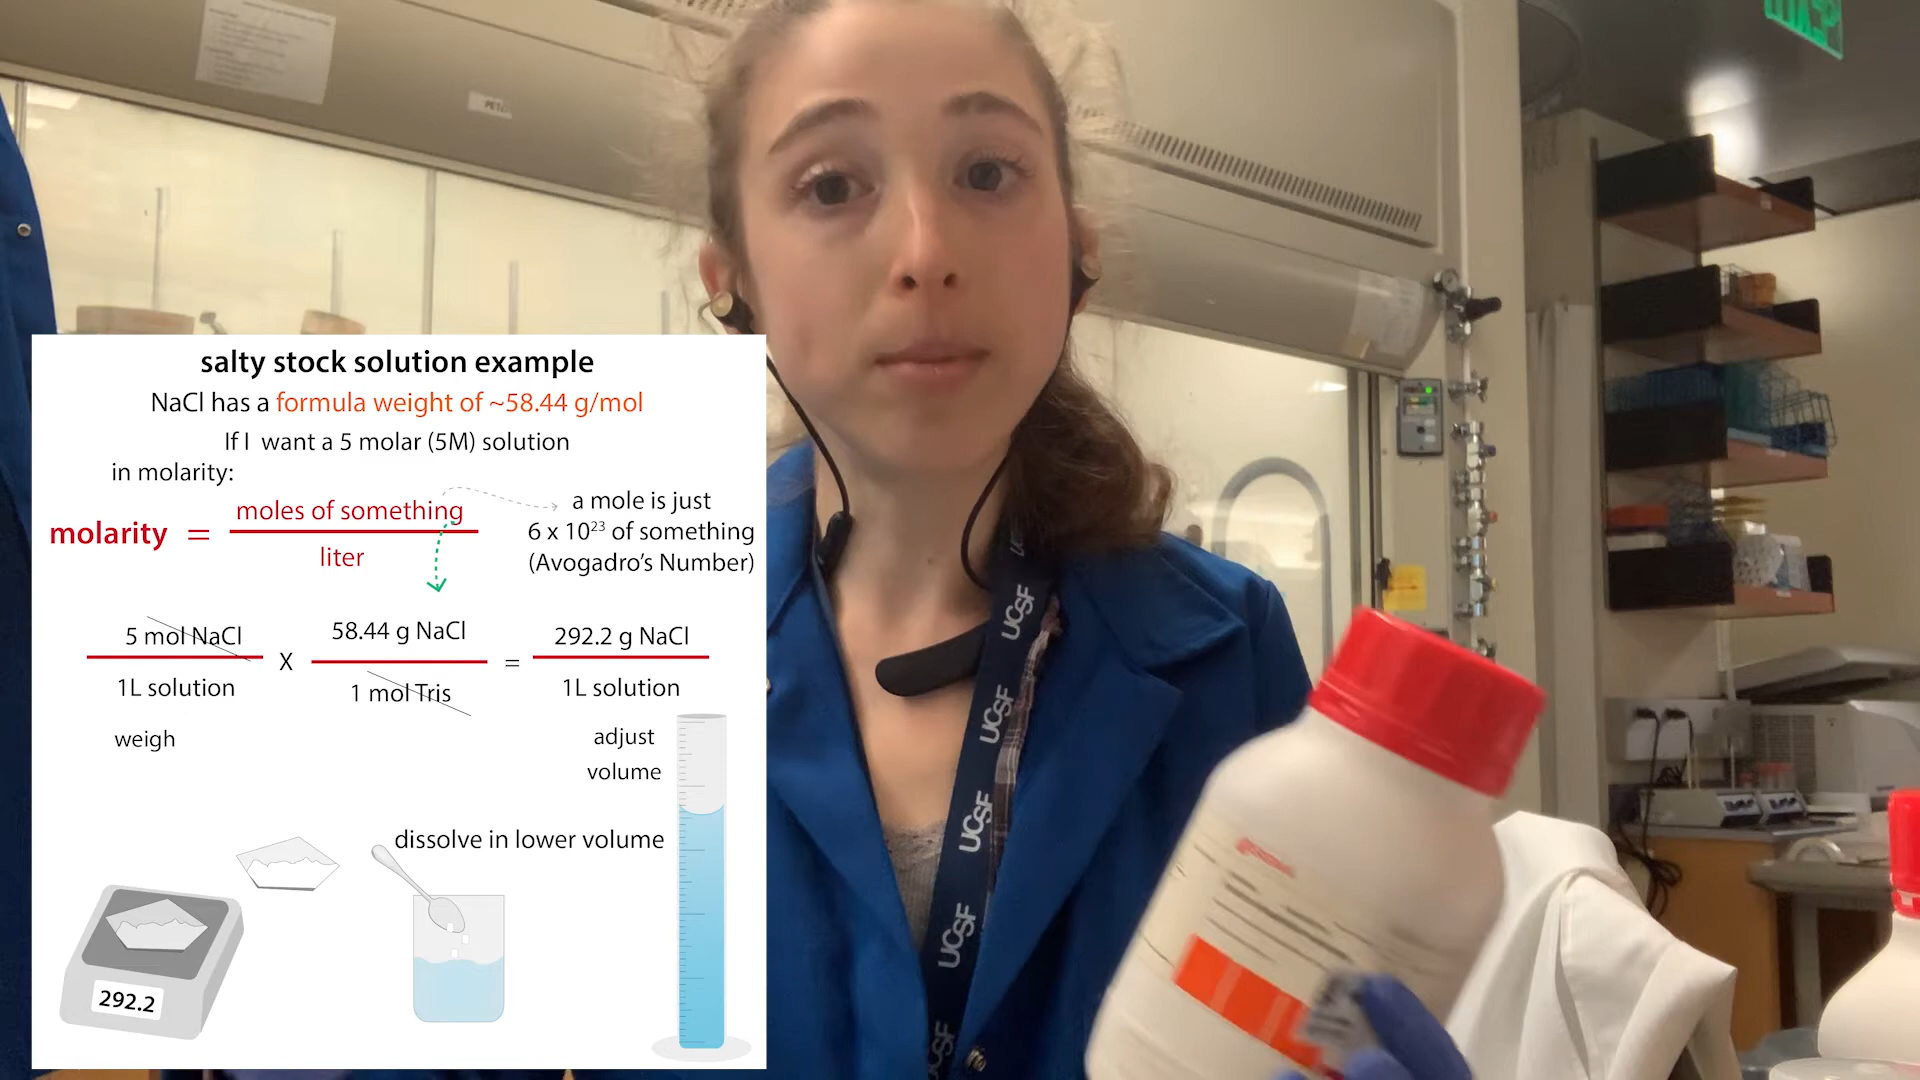 salty stock solution example
NaCl has a formula weight of ~58.44 g/mol
If I want a 5 molar (5M) solution
in molarity:
molarity = moles of something
liter
a mole is just
6 x 10²³ of something
(Avogadro's Number)
5 mol NaCl
1L solution
X
58.44 g NaCl
1 mol Tris
=
292.2 g NaCl
1L solution
weigh
adjust
volume
dissolve in lower volume
292.2
UCSF
UCSF
UCSF
UCSF
UCSF